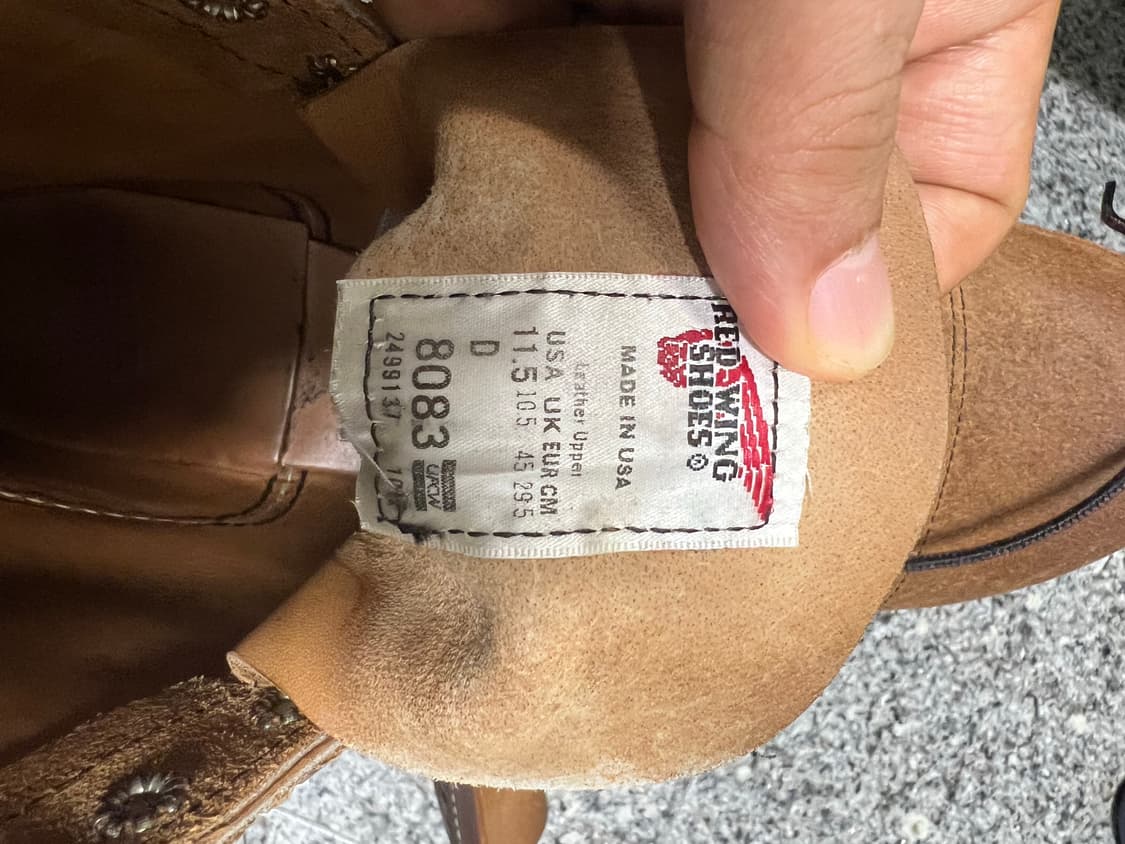 RED WING
SHOES ®
MADE IN USA
Leather Upper
USA UK EUR CM
11.5 10.5 45 29.5
D
8083
UFCW
249913